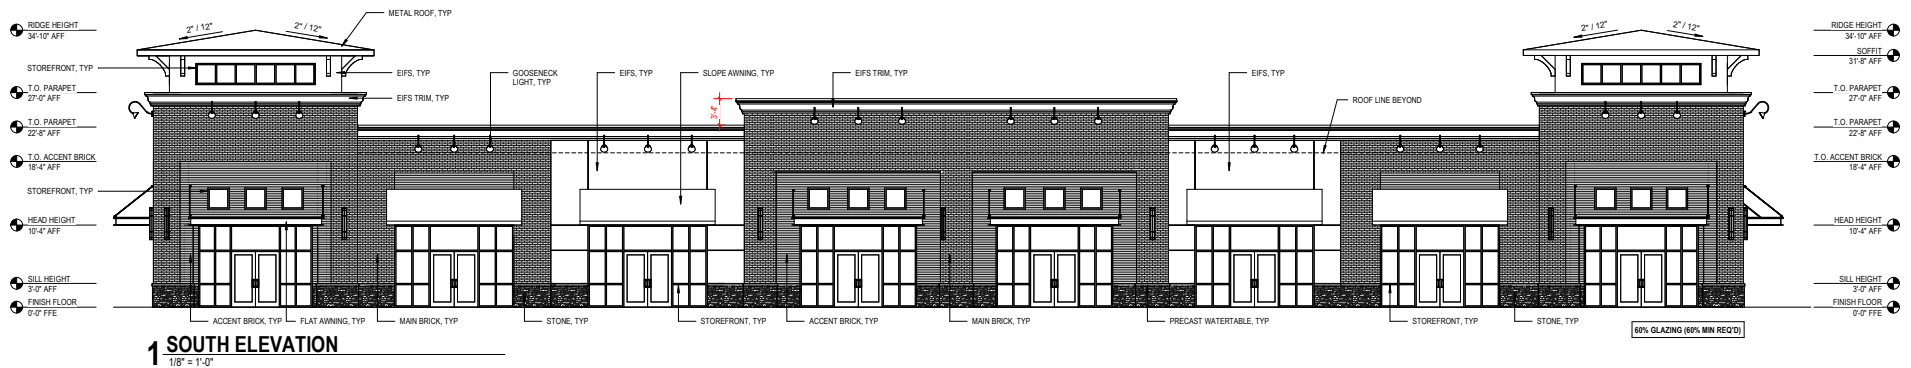 METAL ROOF, TYP
2" / 12"
2" / 12"
2" / 12"
2" / 12"
RIDGE HEIGHT
34'-10" AFF
RIDGE HEIGHT
34'-10" AFF
SOFFIT
31'-8" AFF
STOREFRONT, TYP
EIFS, TYP
GOOSENECK
LIGHT, TYP
EIFS, TYP
SLOPE AWNING, TYP
EIFS TRIM, TYP
EIFS, TYP
T.O. PARAPET
27'-0" AFF
EIFS TRIM, TYP
3'-4"
ROOF LINE BEYOND
T.O. PARAPET
27'-0" AFF
T.O. PARAPET
22'-8" AFF
T.O. PARAPET
22'-8" AFF
T.O. ACCENT BRICK
18'-4" AFF
T.O. ACCENT BRICK
18'-4" AFF
STOREFRONT, TYP
HEAD HEIGHT
10'-4" AFF
HEAD HEIGHT
10'-4" AFF
SILL HEIGHT
3'-0" AFF
SILL HEIGHT
3'-0" AFF
FINISH FLOOR
0'-0" FFE
FINISH FLOOR
0'-0" FFE
ACCENT BRICK, TYP
FLAT AWNING, TYP
MAIN BRICK, TYP
STONE, TYP
STOREFRONT, TYP
ACCENT BRICK, TYP
MAIN BRICK, TYP
PRECAST WATERTABLE, TYP
STOREFRONT, TYP
STONE, TYP
60% GLAZING (60% MIN REQ'D)
1 SOUTH ELEVATION
1/8" = 1'-0"